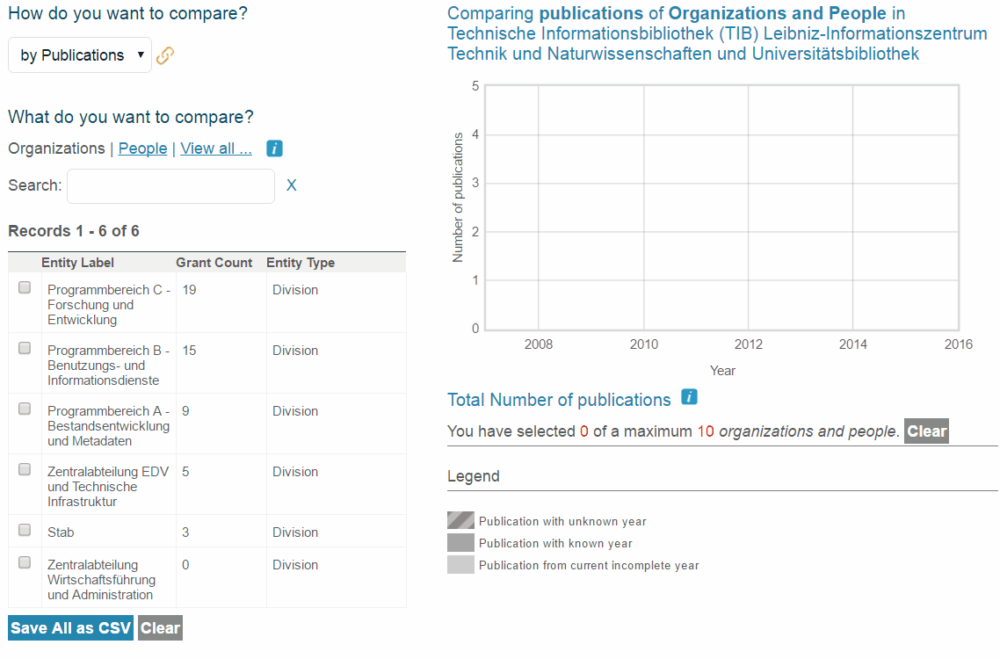 How do you want to compare?
by Publications
What do you want to compare?
Organizations | People | View all ...
Search:
X
Records 1 - 6 of 6
Entity Label Grant Count Entity Type
Programmbereich C - 19 Division
Forschung und
Entwicklung
Programmbereich B - 15 Division
Benutzungs- und
Informationsdienste
Programmbereich A - 9 Division
Bestandsentwicklung
und Metadaten
Zentralabteilung EDV 5 Division
und Technische
Infrastruktur
Stab 3 Division
Zentralabteilung 0 Division
Wirtschaftsführung
und Administration
Save All as CSV Clear
Comparing publications of Organizations and People in
Technische Informationsbibliothek (TIB) Leibniz-Informationszentrum
Technik und Naturwissenschaften und Universitätsbibliothek
Number of publications
5
4
3
2
1
0
2008 2010 2012 2014 2016
Year
Total Number of publications
You have selected 0 of a maximum 10 organizations and people. Clear
Legend
Publication with unknown year
Publication with known year
Publication from current incomplete year